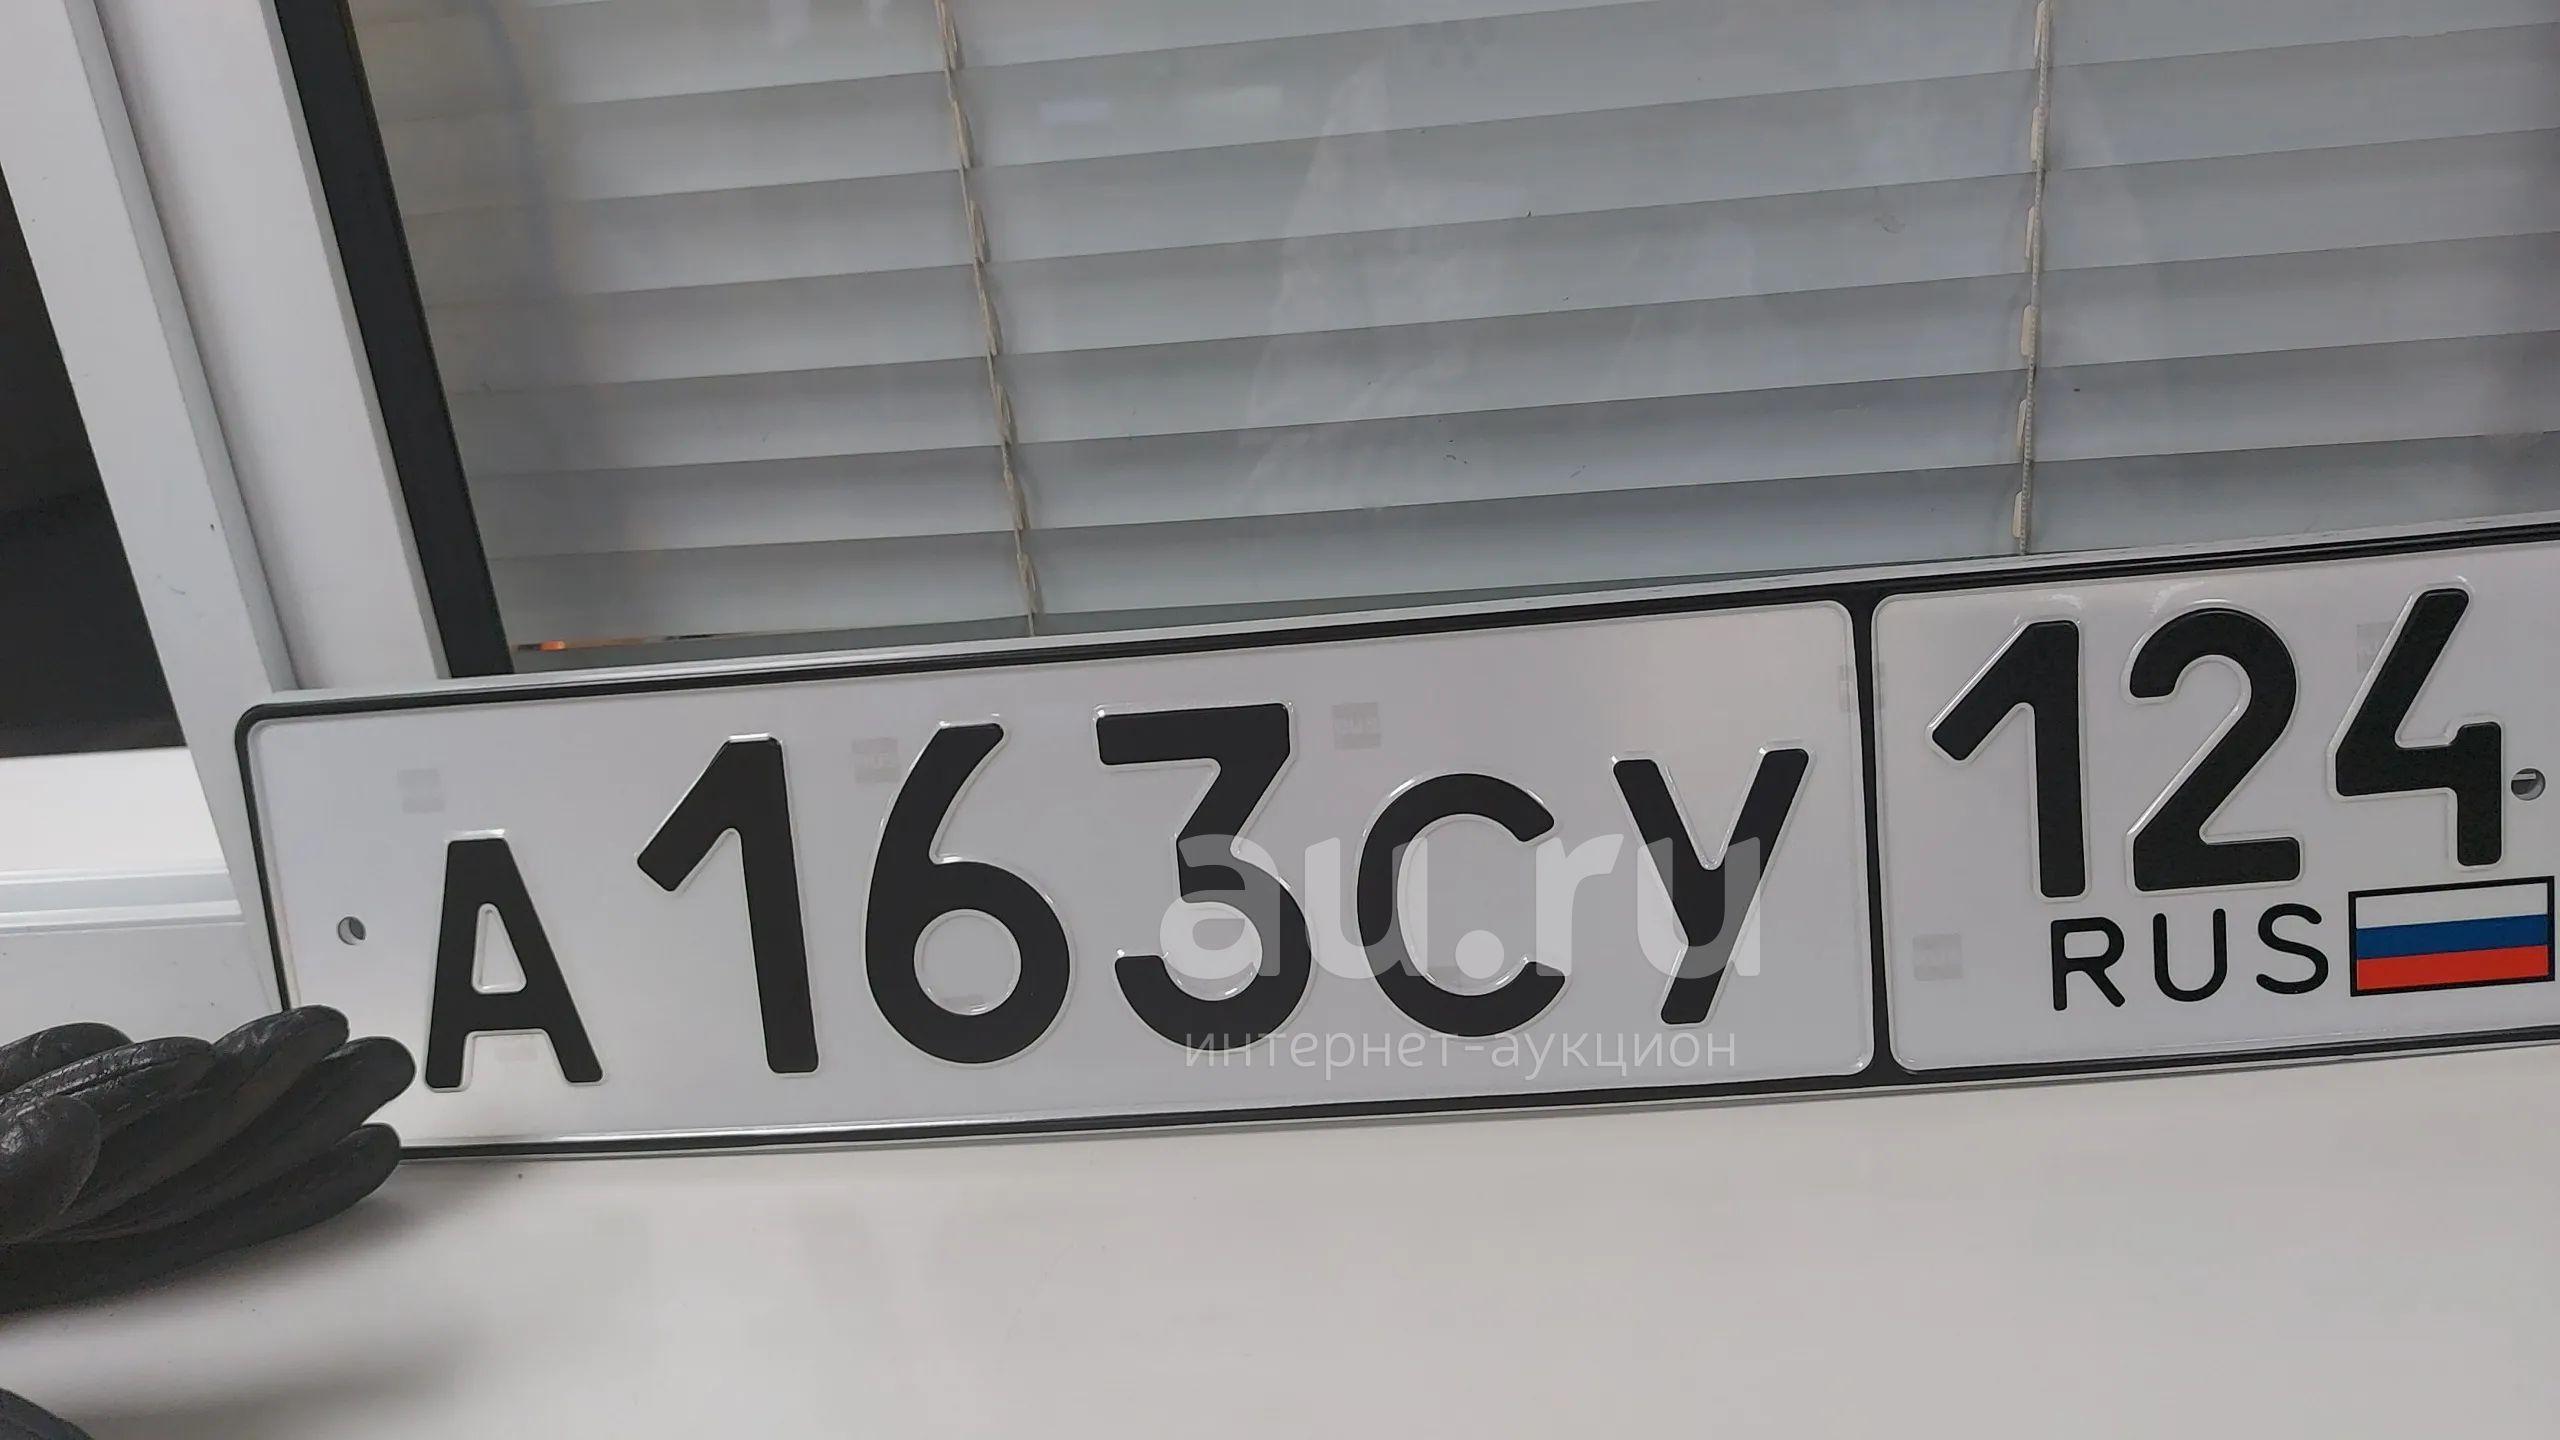 А163СУ 124
RUS
au.ru
интернет-аукцион